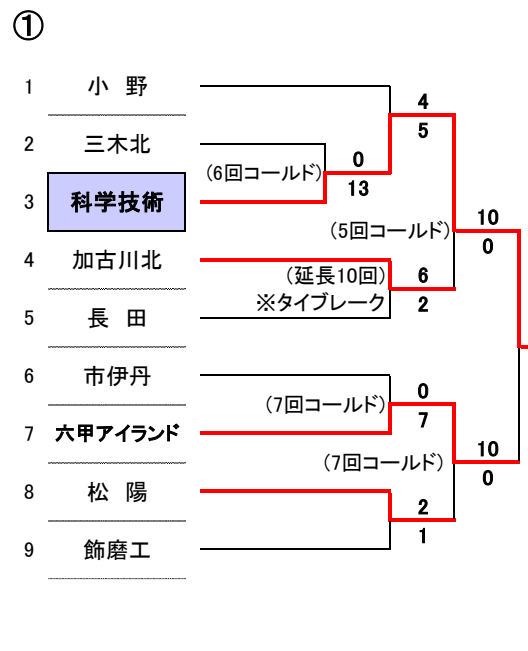 ①
1 小 野
4
5
2 三木北
(6回コールド)
0
13
3 科学技術
10
0
(5回コールド)
4 加古川北
(延長10回)
※タイブレーク
6
2
5 長 田
6 市伊丹
(7回コールド)
0
7
7 六甲アイランド
10
0
(7回コールド)
8 松 陽
2
1
9 飾磨工